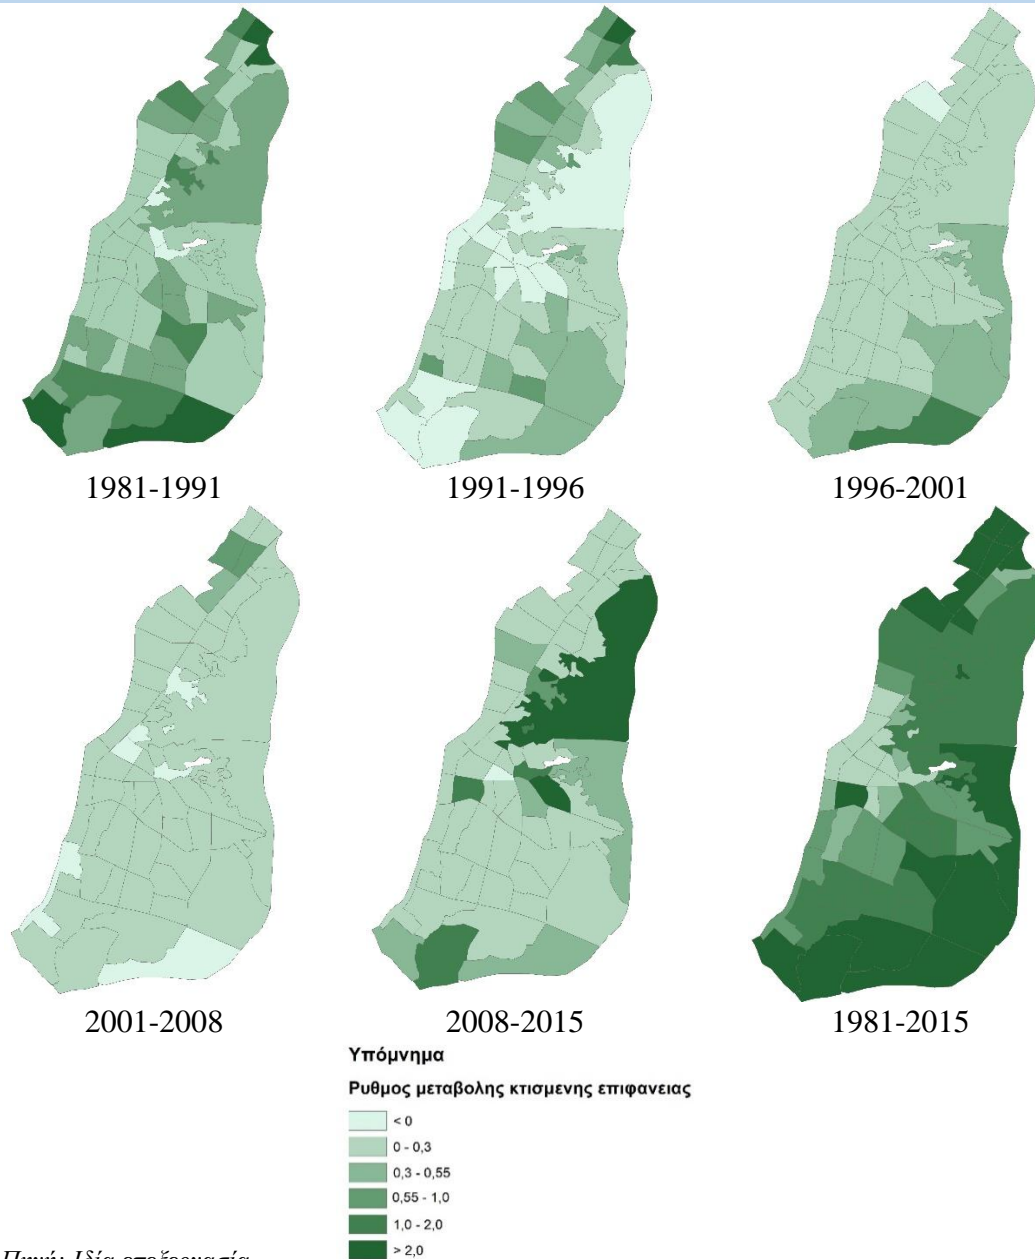 1981-1991
1991-1996
1996-2001
2001-2008
2008-2015
1981-2015
Υπόμνημα
Ρυθμος μεταβολης κτισμενης επιφανειας
< 0
0 - 0,3
0,3 - 0,55
0,55 - 1,0
1,0 - 2,0
> 2,0